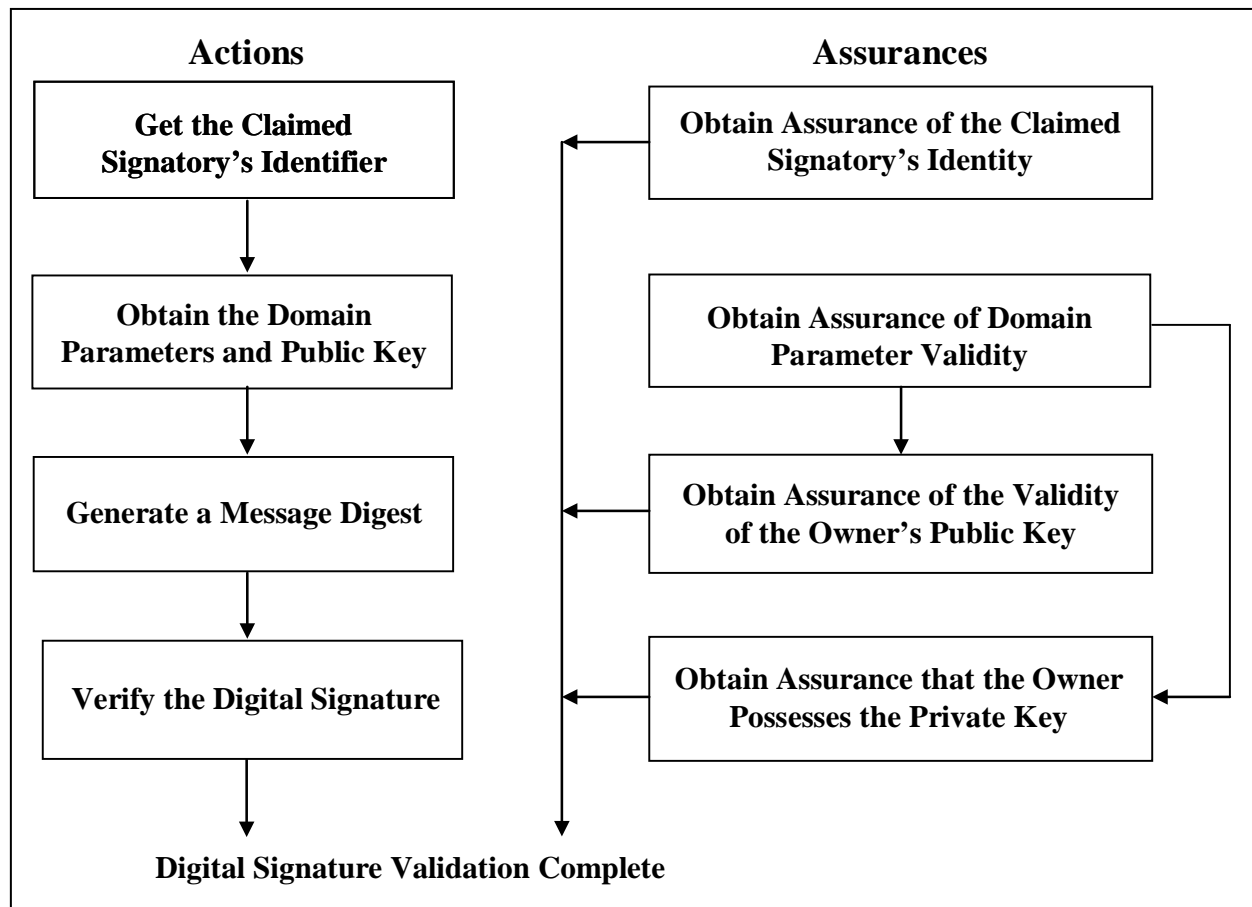 Actions
Get the Claimed
Signatory’s Identifier
Obtain the Domain
Parameters and Public Key
Generate a Message Digest
Verify the Digital Signature
Assurances
Obtain Assurance of the Claimed
Signatory’s Identity
Obtain Assurance of Domain
Parameter Validity
Obtain Assurance of the Validity
of the Owner’s Public Key
Obtain Assurance that the Owner
Possesses the Private Key
Digital Signature Validation Complete